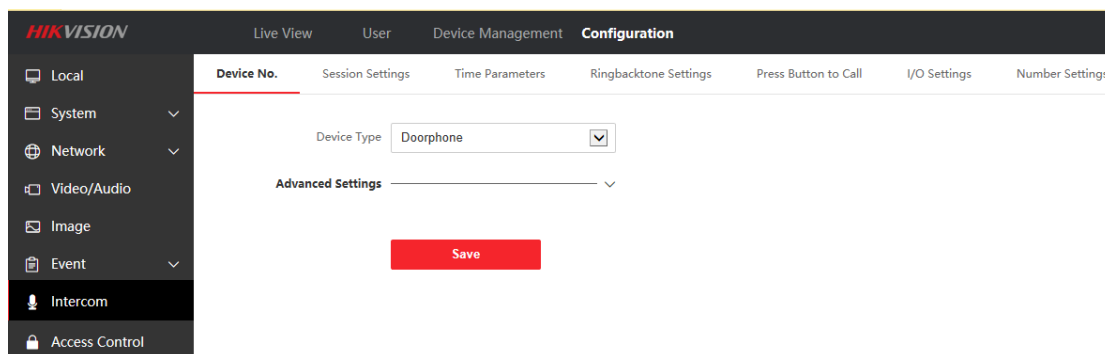 HIKVISION
Live View User Device Management Configuration
Local
System
Network
Video/Audio
Image
Event
Intercom
Access Control
Device No. Session Settings Time Parameters Ringbacktone Settings Press Button to Call I/O Settings Number Settings
Device Type Doorphone
Advanced Settings
Save